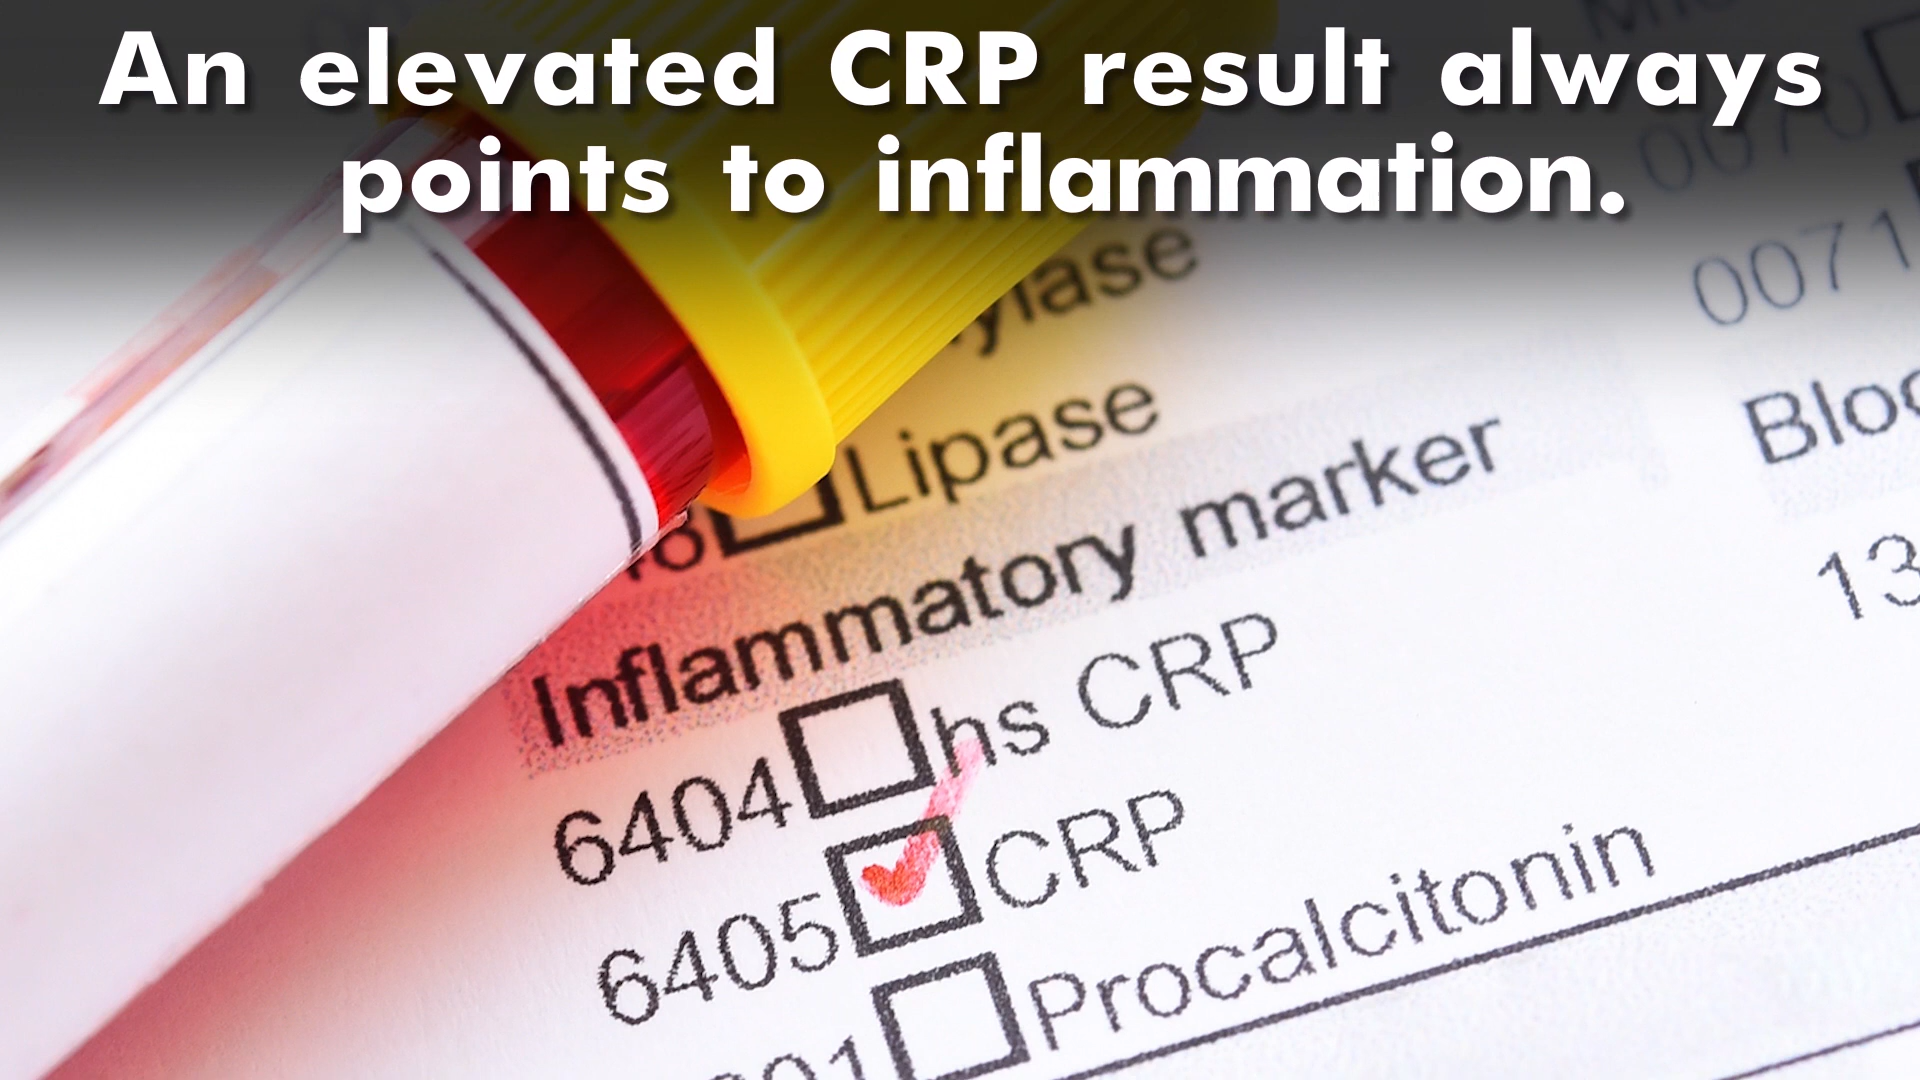 An elevated CRP result always
points to inflammation.
0070
0071
Lipase
Inflammatory marker
6404 hs CRP
6405 CRP
Procalcitonin
13